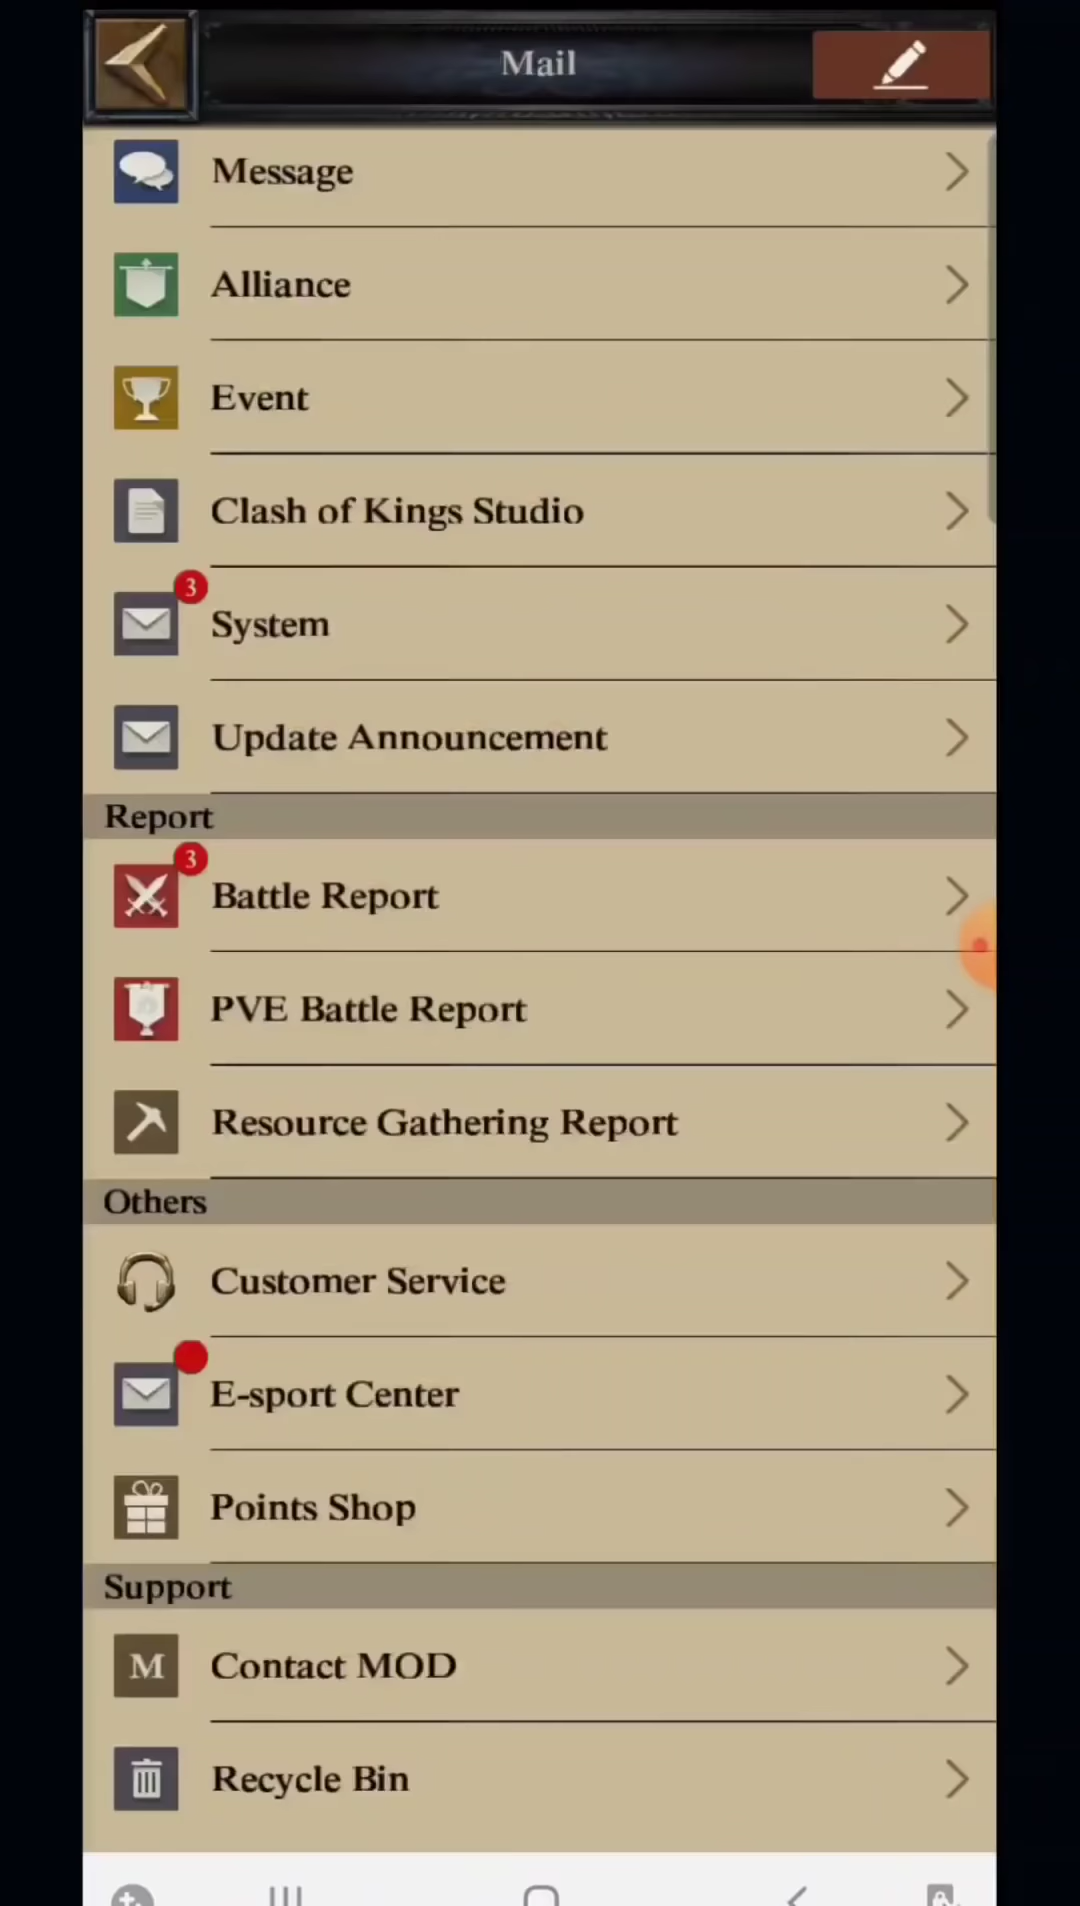 Mail
Message
Alliance
Event
Clash of Kings Studio
3
System
Update Announcement
Report
3
Battle Report
PVE Battle Report
Resource Gathering Report
Others
Customer Service
E-sport Center
Points Shop
Support
M Contact MOD
Recycle Bin